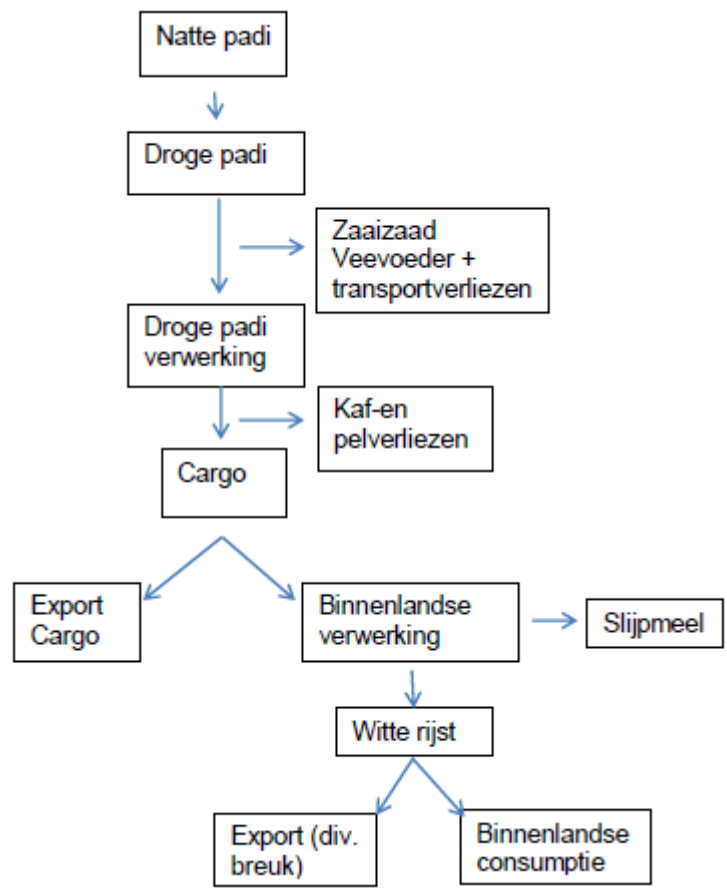 Natte padi
Droge padi
Zaaizaad
Veevoeder +
transportverliezen
Droge padi
verwerking
Kaf-en
pelverliezen
Cargo
Export
Cargo
Binnenlandse
verwerking
Slijpmeel
Witte rijst
Export (div.
breuk)
Binnenlandse
consumptie